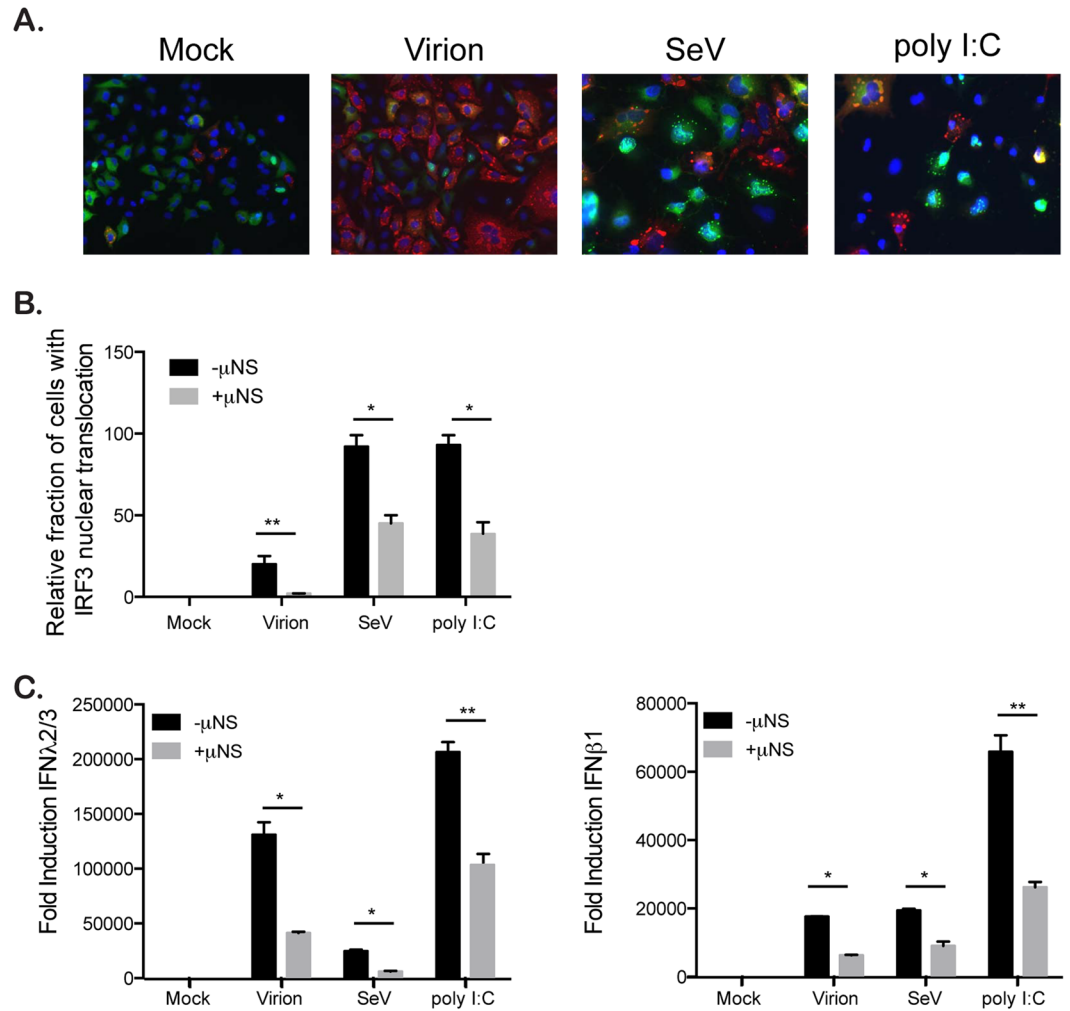 A.
Mock Virion SeV poly I:C
B.
Relative fraction of cells with
IRF3 nuclear translocation
150
100
50
0
-μNS
+μNS
** * *
Mock Virion SeV poly I:C
C.
Fold Induction IFNλ2/3
250000
200000
150000
100000
50000
0
-μNS
+μNS
* * **
Mock Virion SeV poly I:C
Fold Induction IFNβ1
80000
60000
40000
20000
0
-μNS
+μNS
* * **
Mock Virion SeV poly I:C